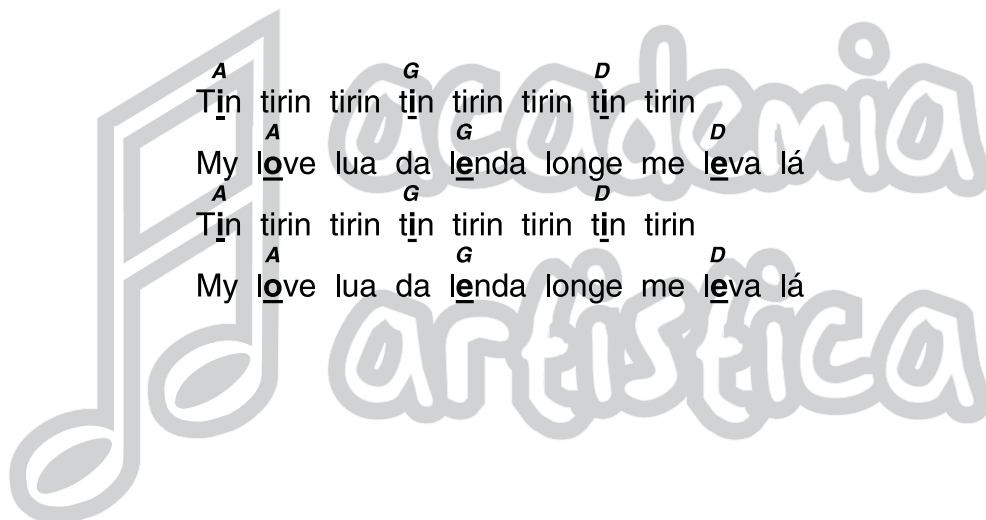 A G D
Tin tirin tirin tin tirin tirin tin tirin
A G D
My love lua da lenda longe me leva lá
A G D
Tin tirin tirin tin tirin tirin tin tirin
A G D
My love lua da lenda longe me leva lá
academia
artistica